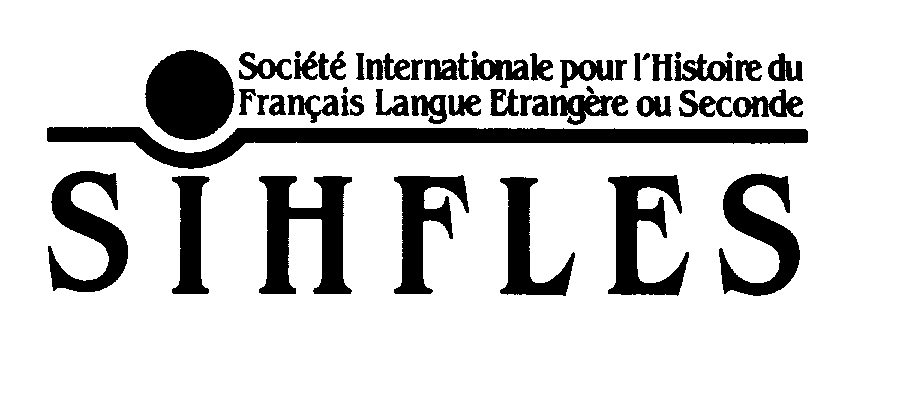 Société Internationale pour l'Histoire du
Français Langue Etrangère ou Seconde
SIHFLES